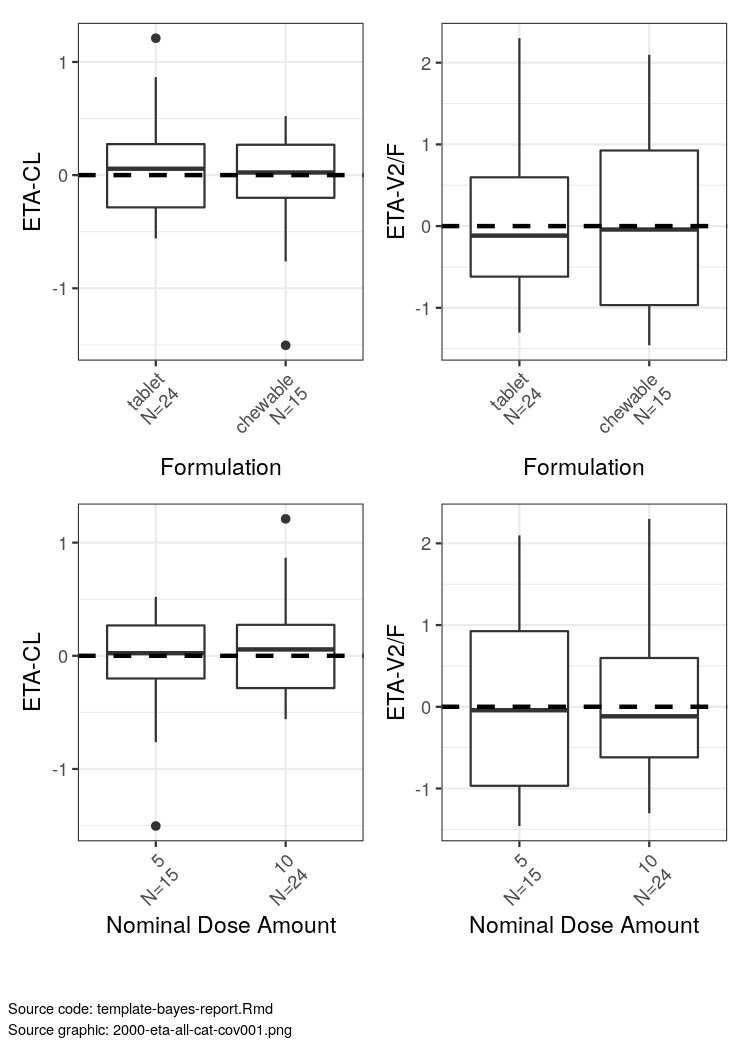 ETA-CL
1
0
-1
tablet
N=24
chewable
N=15
Formulation
ETA-V2/F
2
1
0
-1
tablet
N=24
chewable
N=15
Formulation
ETA-CL
1
0
-1
5
N=15
10
N=24
Nominal Dose Amount
ETA-V2/F
2
1
0
-1
5
N=15
10
N=24
Nominal Dose Amount
Source code: template-bayes-report.Rmd
Source graphic: 2000-eta-all-cat-cov001.png